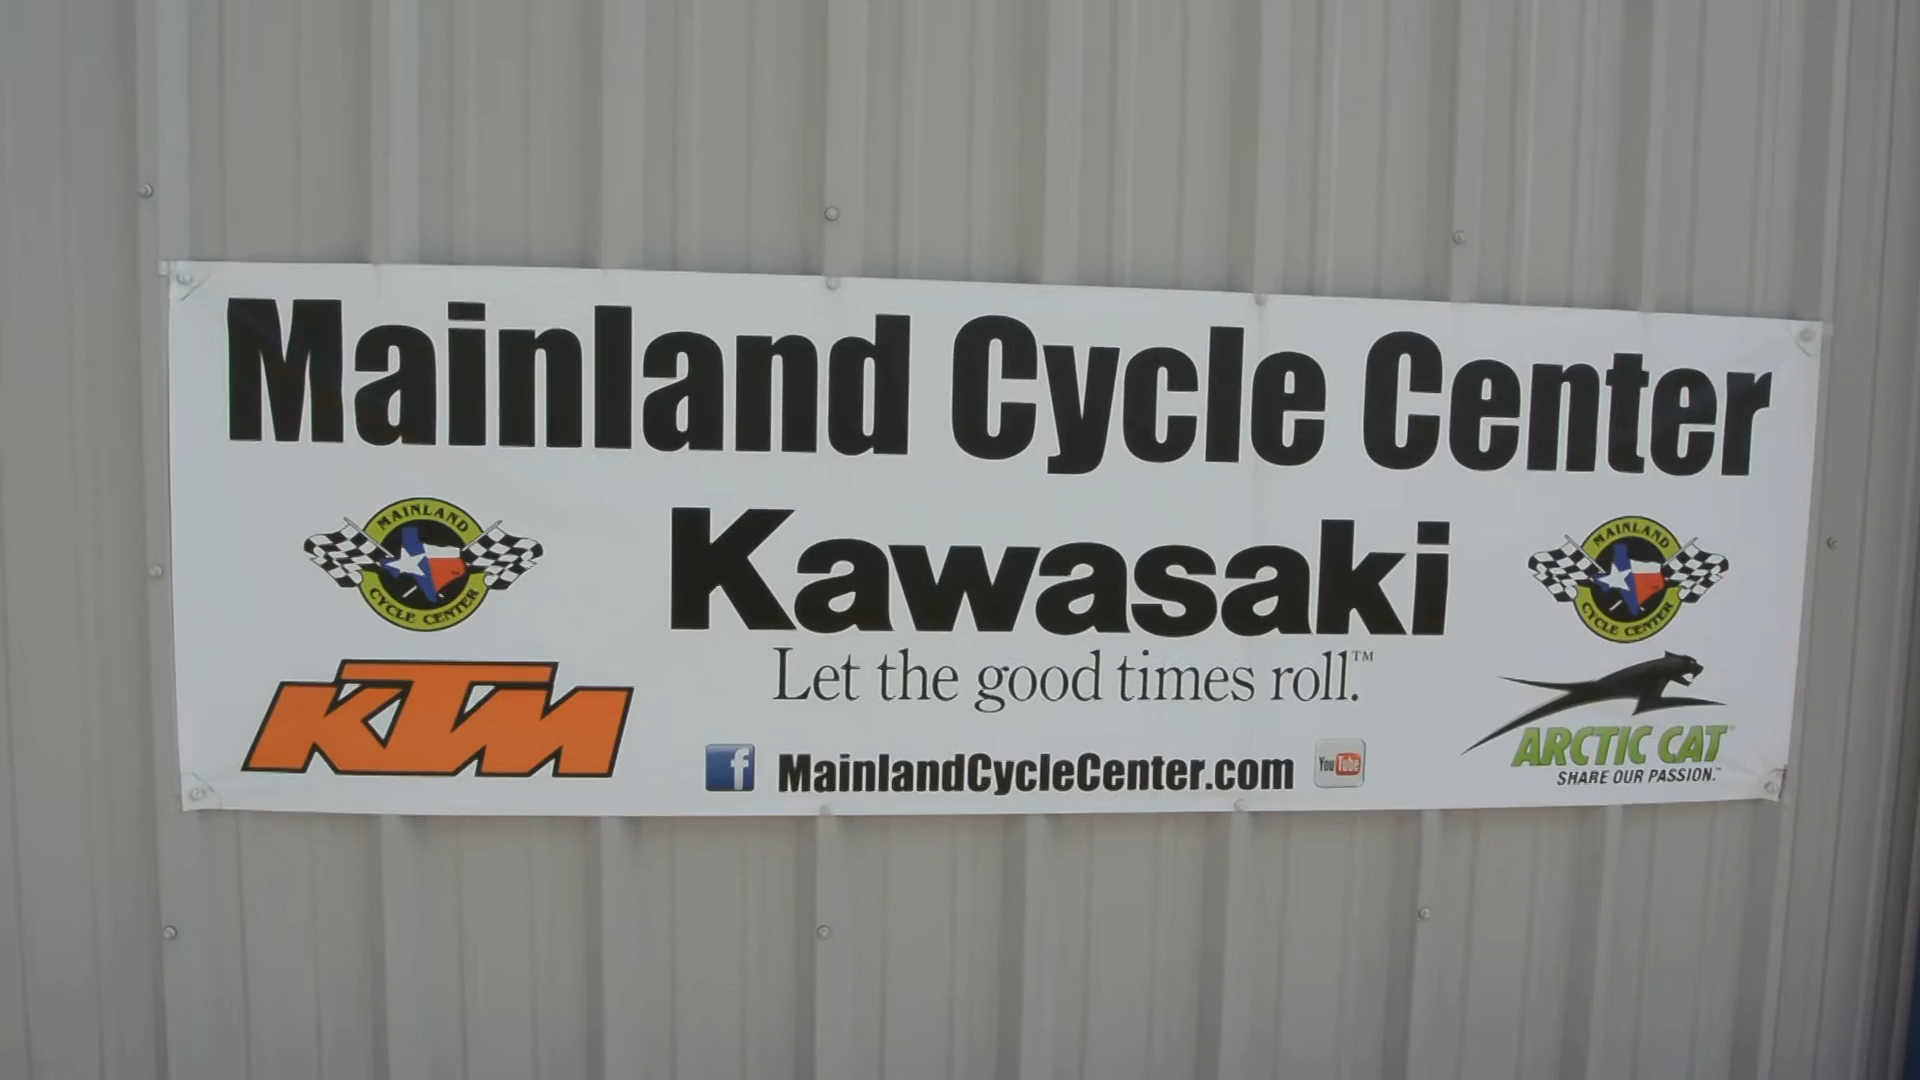 Mainland Cycle Center
MAINLAND
CYCLE CENTER
Kawasaki
Let the good times roll.™
MAINLAND
CYCLE CENTER
KTM
f
MainlandCycleCenter.com
You Tube
ARCTIC CAT®
SHARE OUR PASSION.™